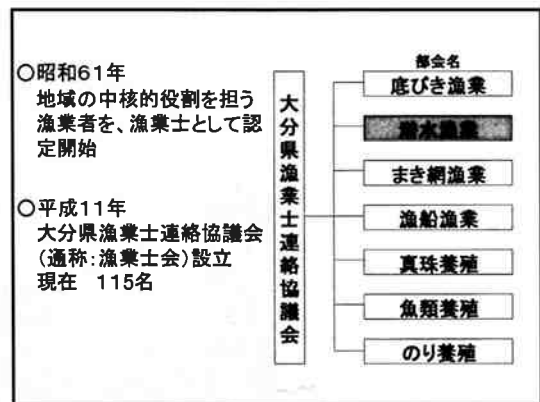 ○昭和61年
地域の中核的役割を担う
漁業者を、漁業士として認
定開始
○平成11年
大分県漁業士連絡協議会
(通称:漁業士会)設立
現在 115名
大分県漁業士連絡協議会
部会名
底びき漁業
潜水漁業
まき網漁業
漁船漁業
真珠養殖
魚類養殖
のり養殖